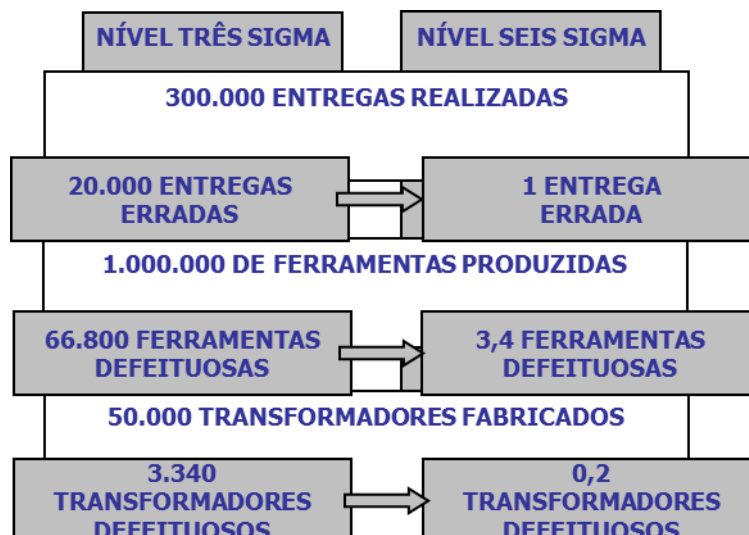 NÍVEL TRÊS SIGMA
NÍVEL SEIS SIGMA
300.000 ENTREGAS REALIZADAS
20.000 ENTREGAS
ERRADAS
1 ENTREGA
ERRADA
1.000.000 DE FERRAMENTAS PRODUZIDAS
66.800 FERRAMENTAS
DEFEITUOSAS
3,4 FERRAMENTAS
DEFEITUOSAS
50.000 TRANSFORMADORES FABRICADOS
3.340
TRANSFORMADORES
DEFEITUOSOS
0,2
TRANSFORMADORES
DEFEITUOSOS